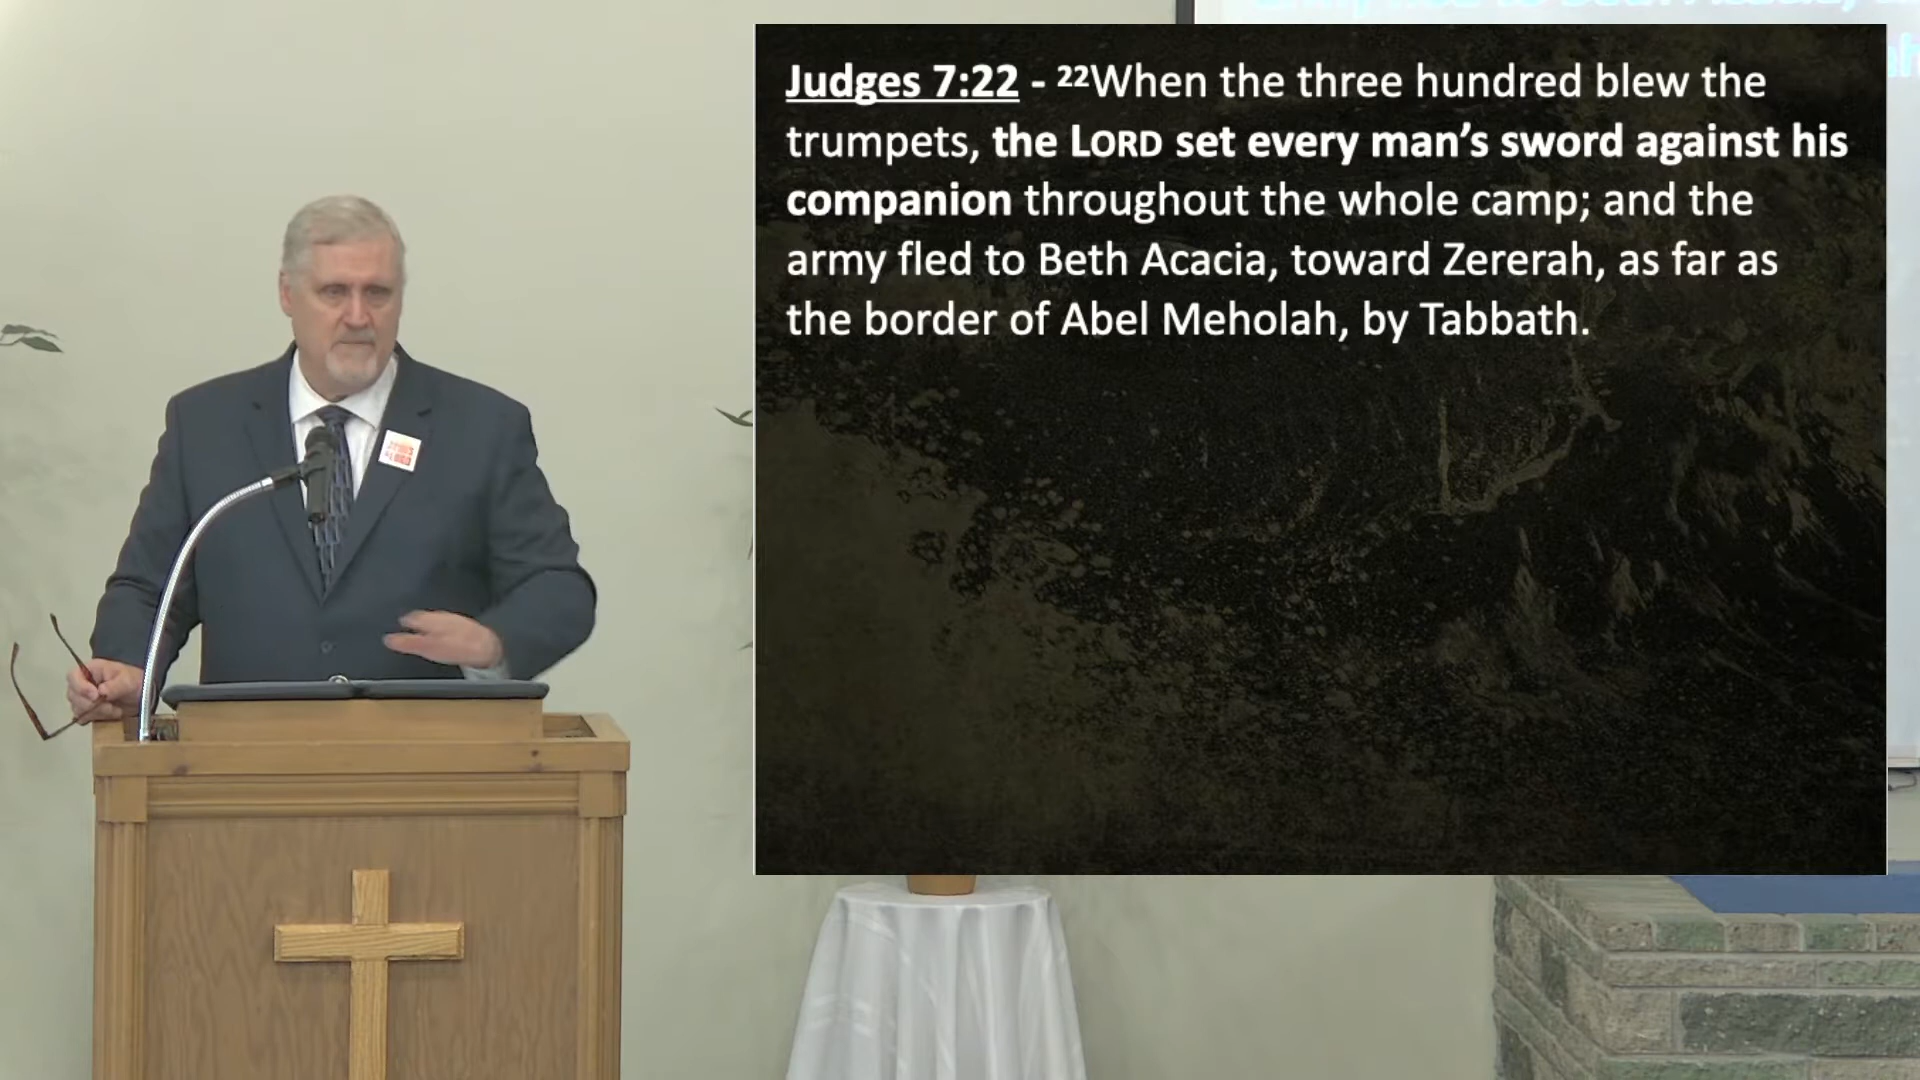 Judges 7:22 - ²²When the three hundred blew the
trumpets, the LORD set every man’s sword against his
companion throughout the whole camp; and the
army fled to Beth Acacia, toward Zererah, as far as
the border of Abel Meholah, by Tabbath.